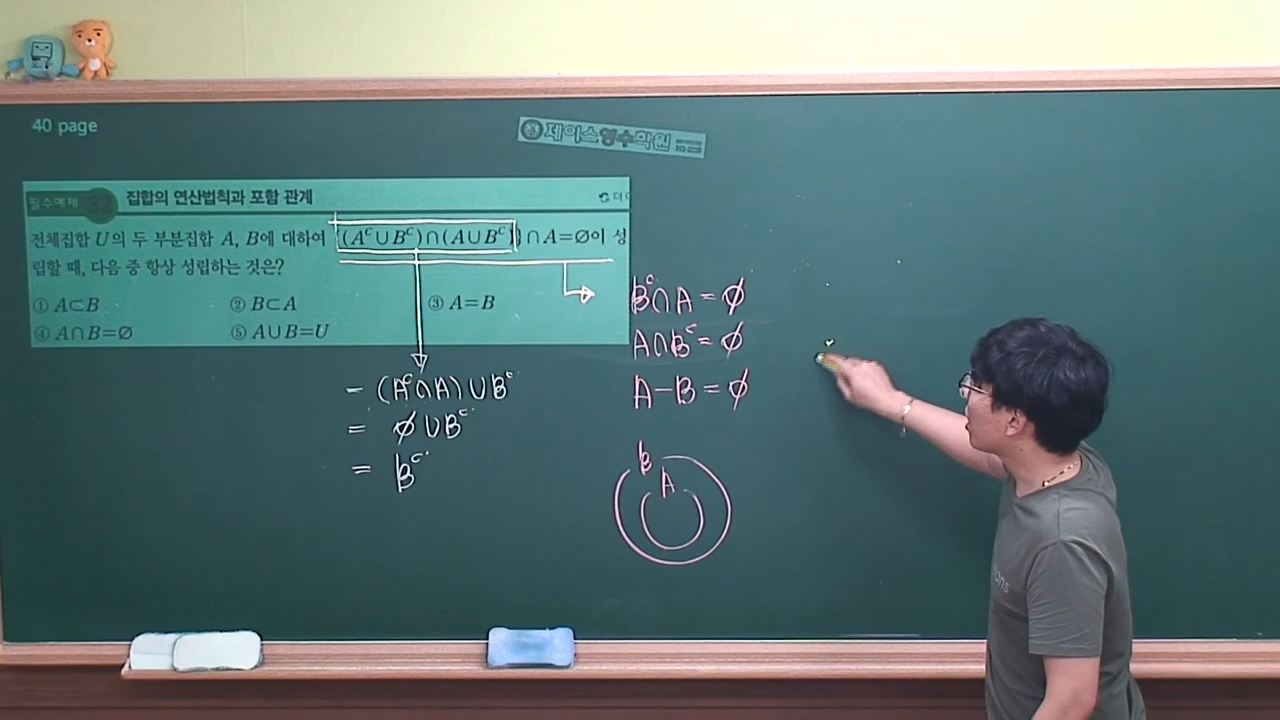 40 page
제이스영수학원
필수예제 32 집합의 연산법칙과 포함 관계
전체집합 U의 두 부분집합 A, B에 대하여 {(Aᶜ∪Bᶜ)∩(A∪Bᶜ)}∩A=∅이 성
립할 때, 다음 중 항상 성립하는 것은?
① A⊂B ② B⊂A ③ A=B
④ A∩B=∅ ⑤ A∪B=U
= (Aᶜ∩A)∪Bᶜ
= ∅∪Bᶜ
= Bᶜ
Bᶜ∩A = ∅
A∩Bᶜ = ∅
A−B = ∅
B
A